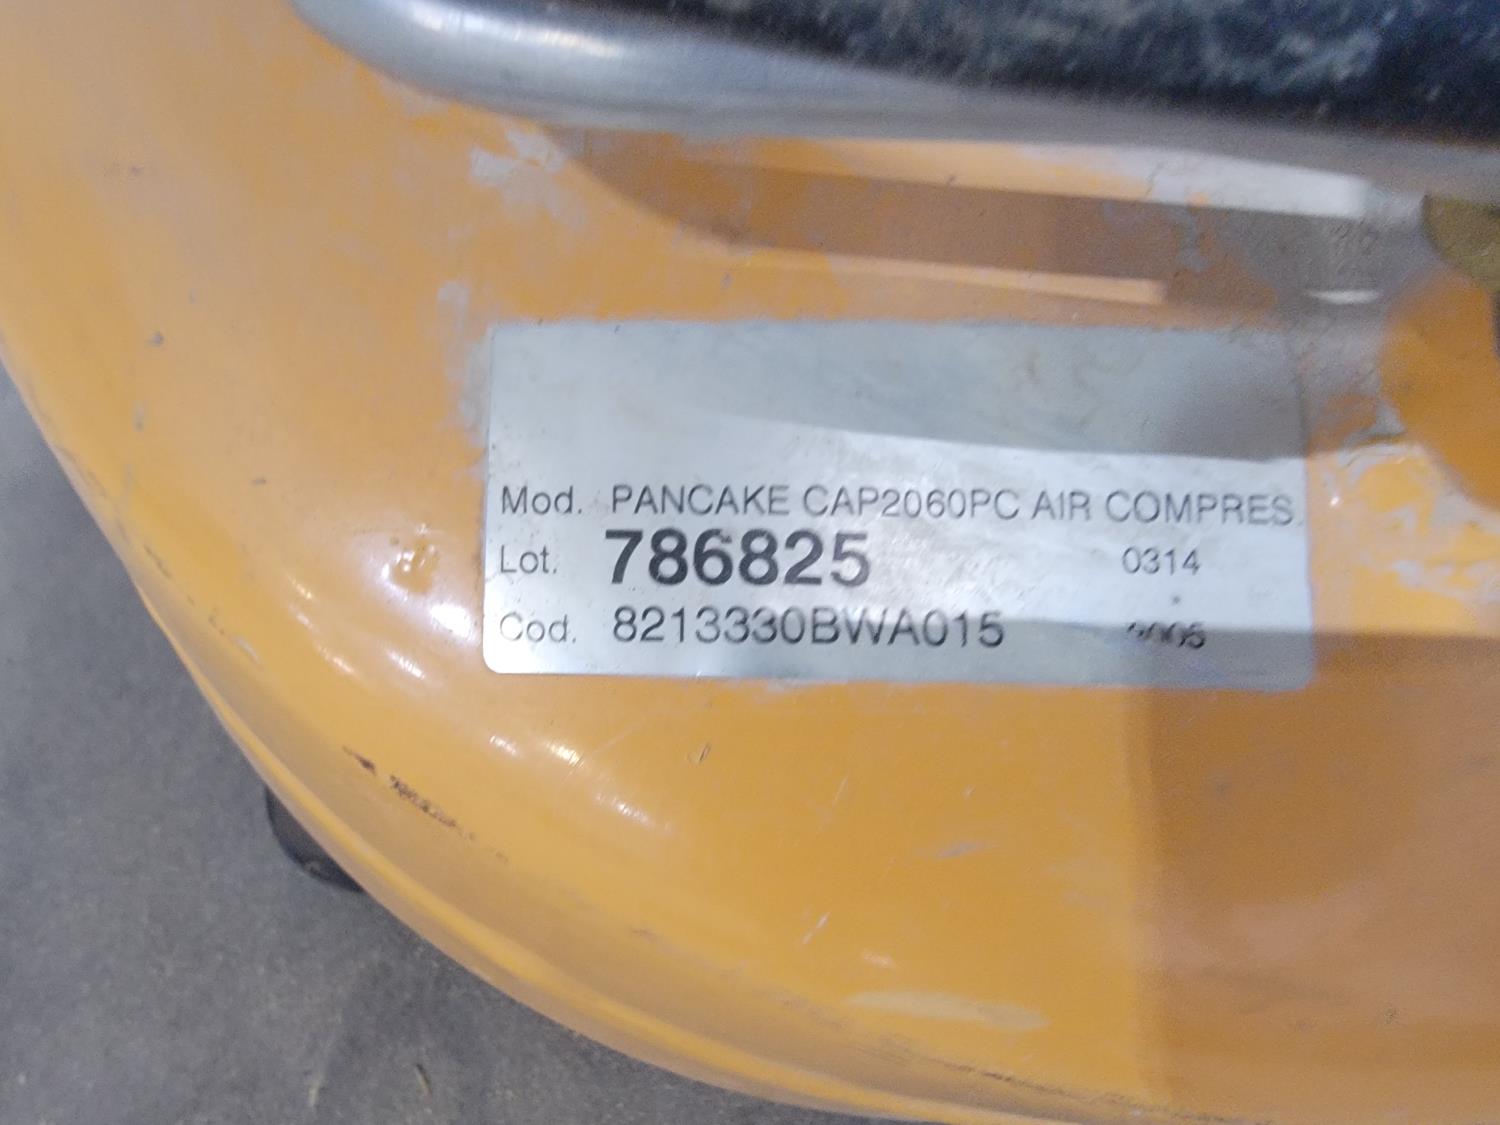 Mod. PANCAKE CAP2060PC AIR COMPRES
Lot. 786825 0314
Cod. 8213330BWA015